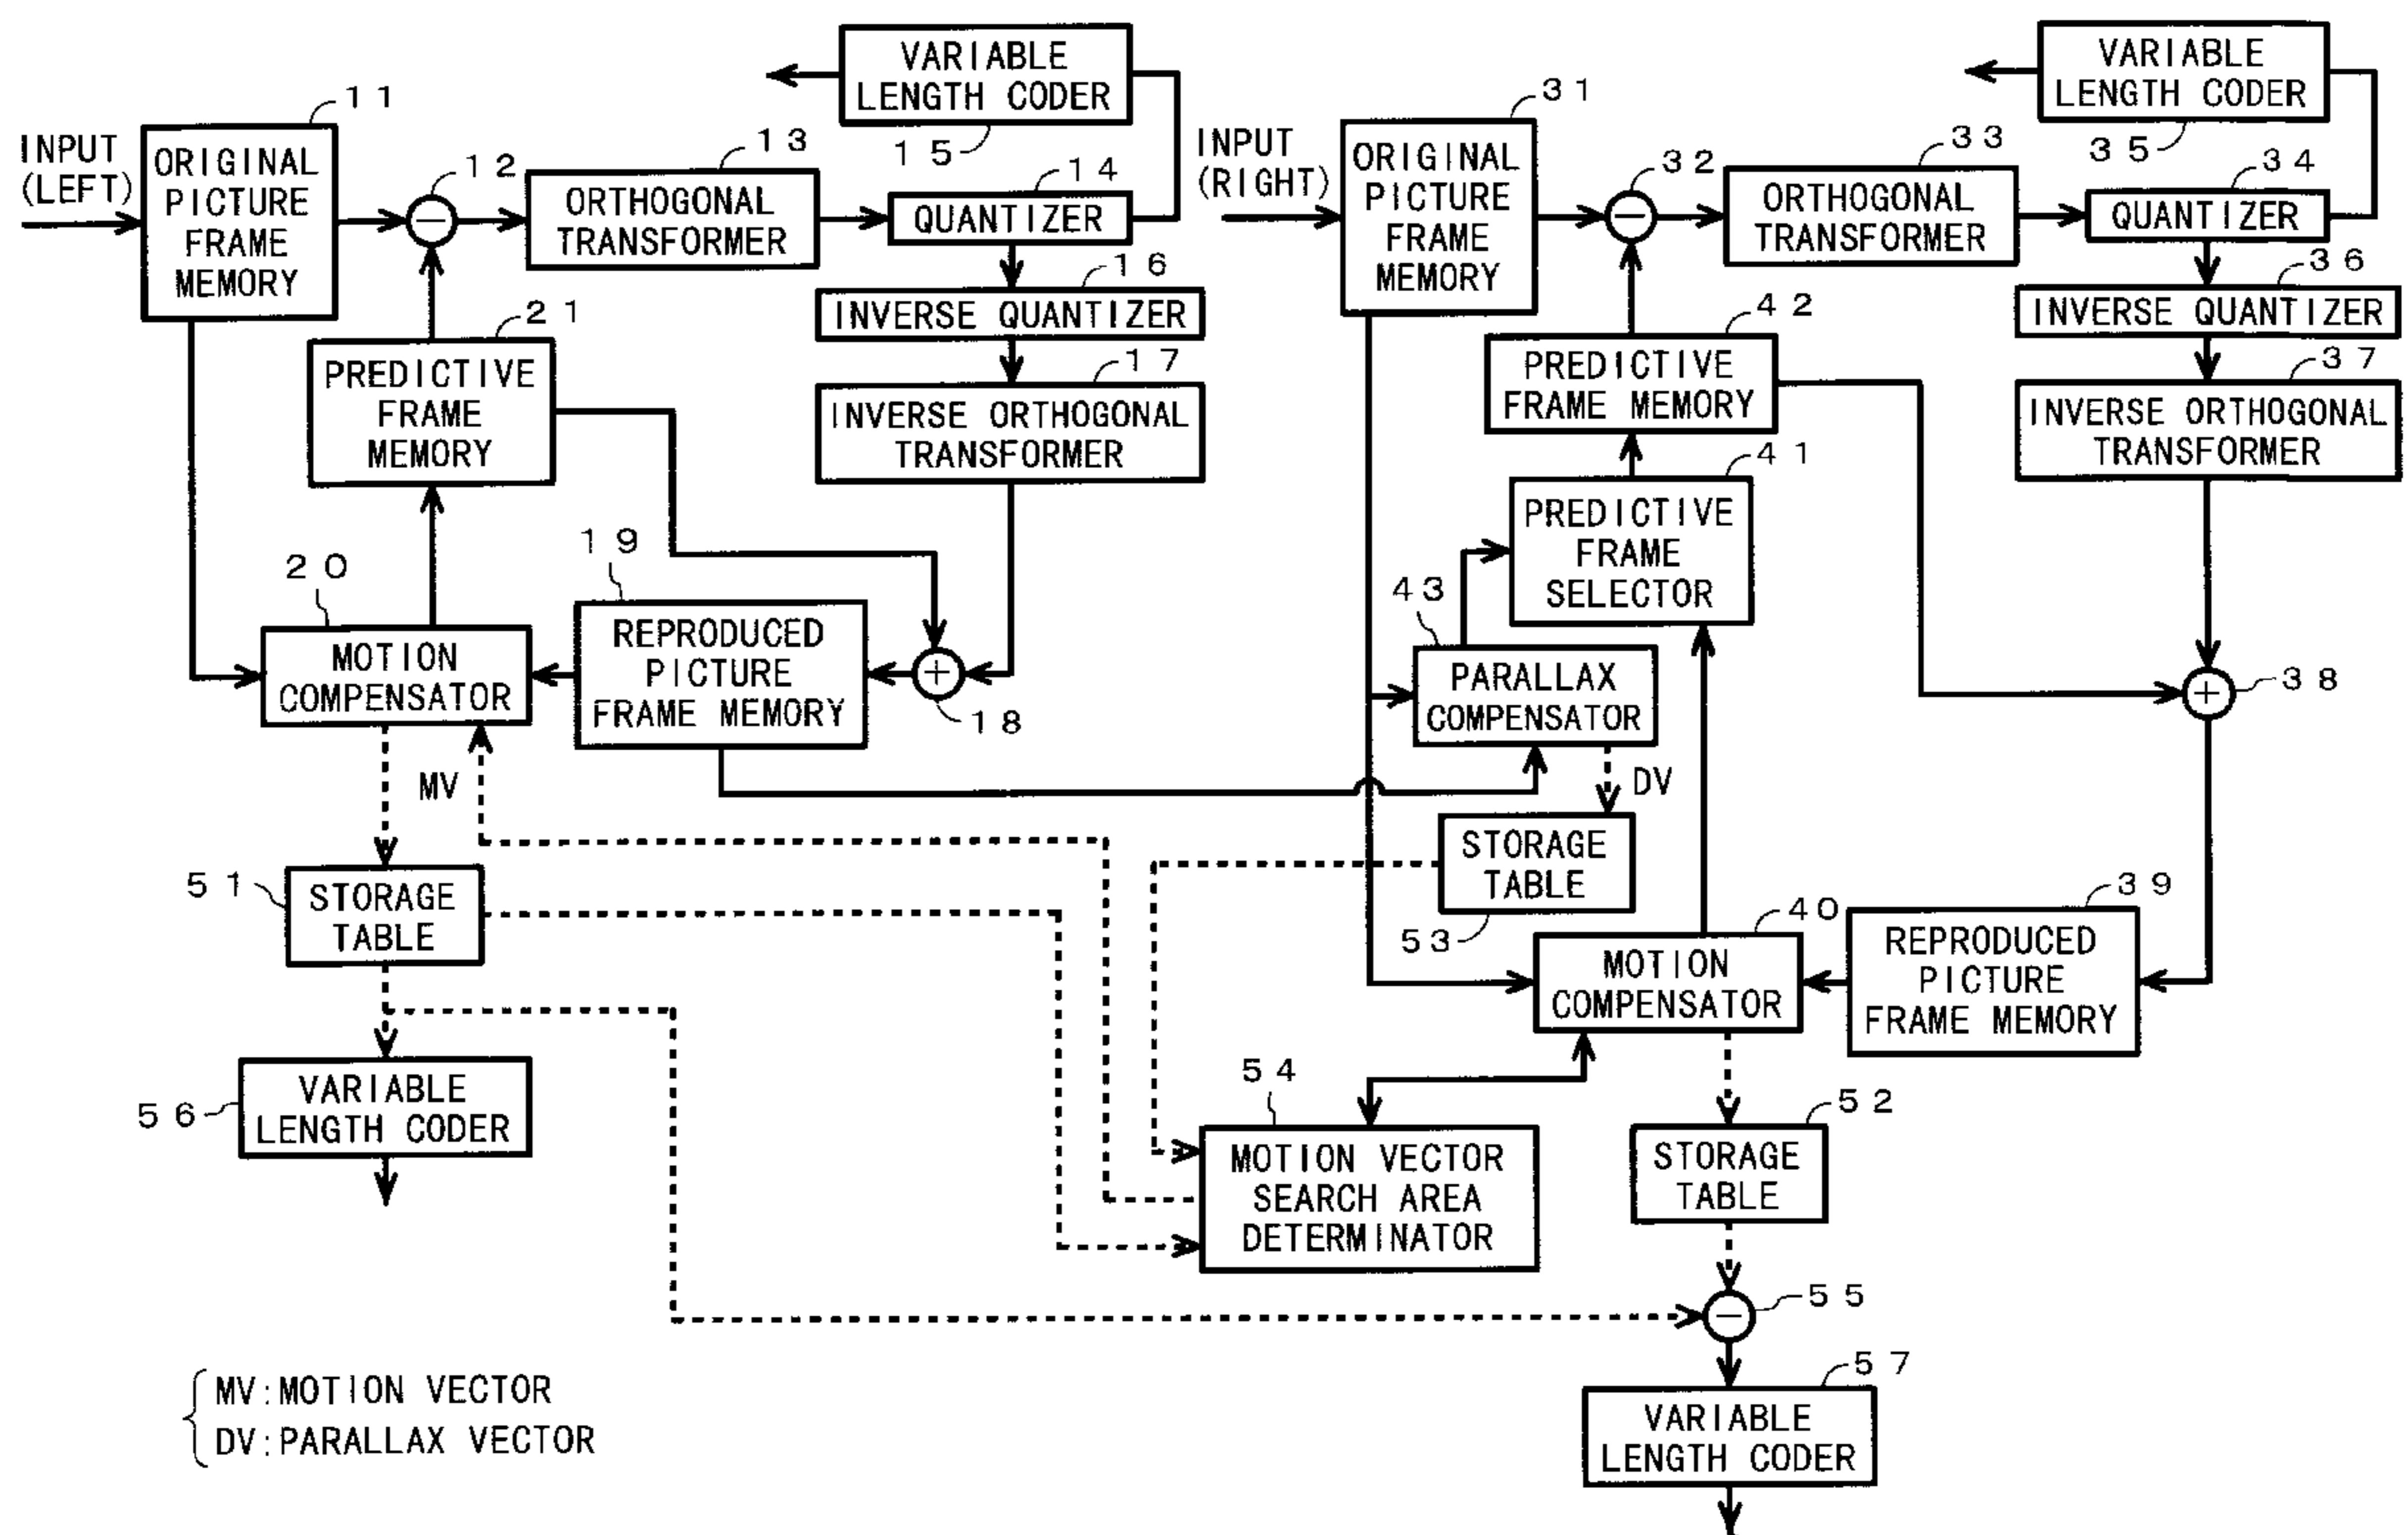 VARIABLE
LENGTH CODER
15
VARIABLE
LENGTH CODER
35
11
INPUT
(LEFT)
ORIGINAL
PICTURE
FRAME
MEMORY
12
13
ORTHOGONAL
TRANSFORMER
14
QUANTIZER
16
INVERSE QUANTIZER
17
INVERSE ORTHOGONAL
TRANSFORMER
21
PREDICTIVE
FRAME
MEMORY
20
MOTION
COMPENSATOR
19
REPRODUCED
PICTURE
FRAME MEMORY
+
18
−
MV
51
STORAGE
TABLE
56
VARIABLE
LENGTH CODER
INPUT
(RIGHT)
31
ORIGINAL
PICTURE
FRAME
MEMORY
−
32
33
ORTHOGONAL
TRANSFORMER
34
QUANTIZER
36
INVERSE QUANTIZER
37
INVERSE ORTHOGONAL
TRANSFORMER
42
PREDICTIVE
FRAME MEMORY
41
PREDICTIVE
FRAME
SELECTOR
43
PARALLAX
COMPENSATOR
DV
STORAGE
TABLE
53
+
38
39
REPRODUCED
PICTURE
FRAME MEMORY
40
MOTION
COMPENSATOR
54
MOTION VECTOR
SEARCH AREA
DETERMINATOR
52
STORAGE
TABLE
−
55
57
VARIABLE
LENGTH CODER
MV:MOTION VECTOR
DV:PARALLAX VECTOR